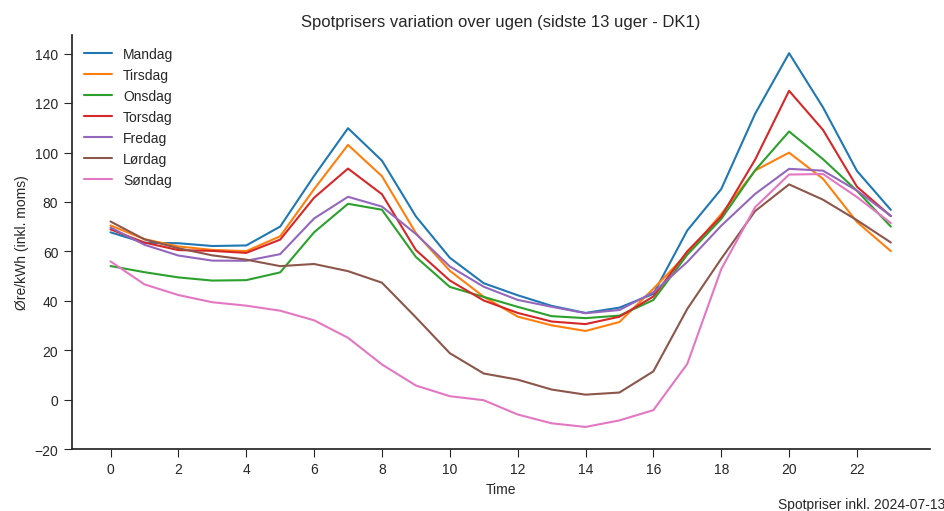 Spotprisers variation over ugen (sidste 13 uger - DK1)
Mandag
Tirsdag
Onsdag
Torsdag
Fredag
Lørdag
Søndag
Øre/kWh (inkl. moms)
140
120
100
80
60
40
20
0
−20
0 2 4 6 8 10 12 14 16 18 20 22
Time
Spotpriser inkl. 2024-07-13